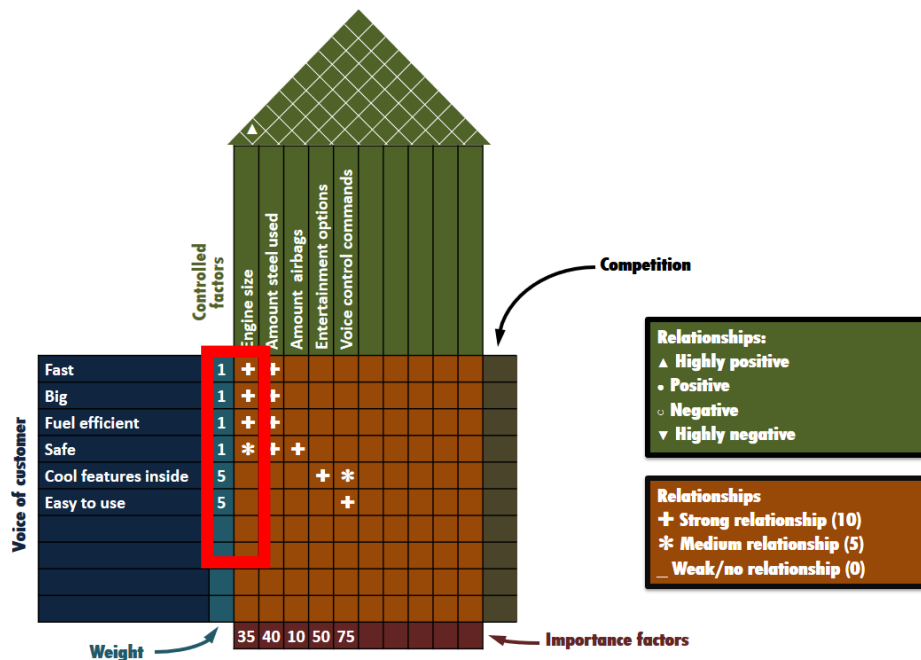 Controlled
factors
Engine size
Amount steel used
Amount  airbags
Entertainment options
Voice control commands
Competition
Voice of customer
Fast 1 + +
Big 1 + +
Fuel efficient 1 + +
Safe 1 * + +
Cool features inside 5 + *
Easy to use 5 +
35 40 10 50 75
Weight
Importance factors
Relationships:
▲ Highly positive
• Positive
○ Negative
▼ Highly negative
Relationships
+ Strong relationship (10)
* Medium relationship (5)
_ Weak/no relationship (0)